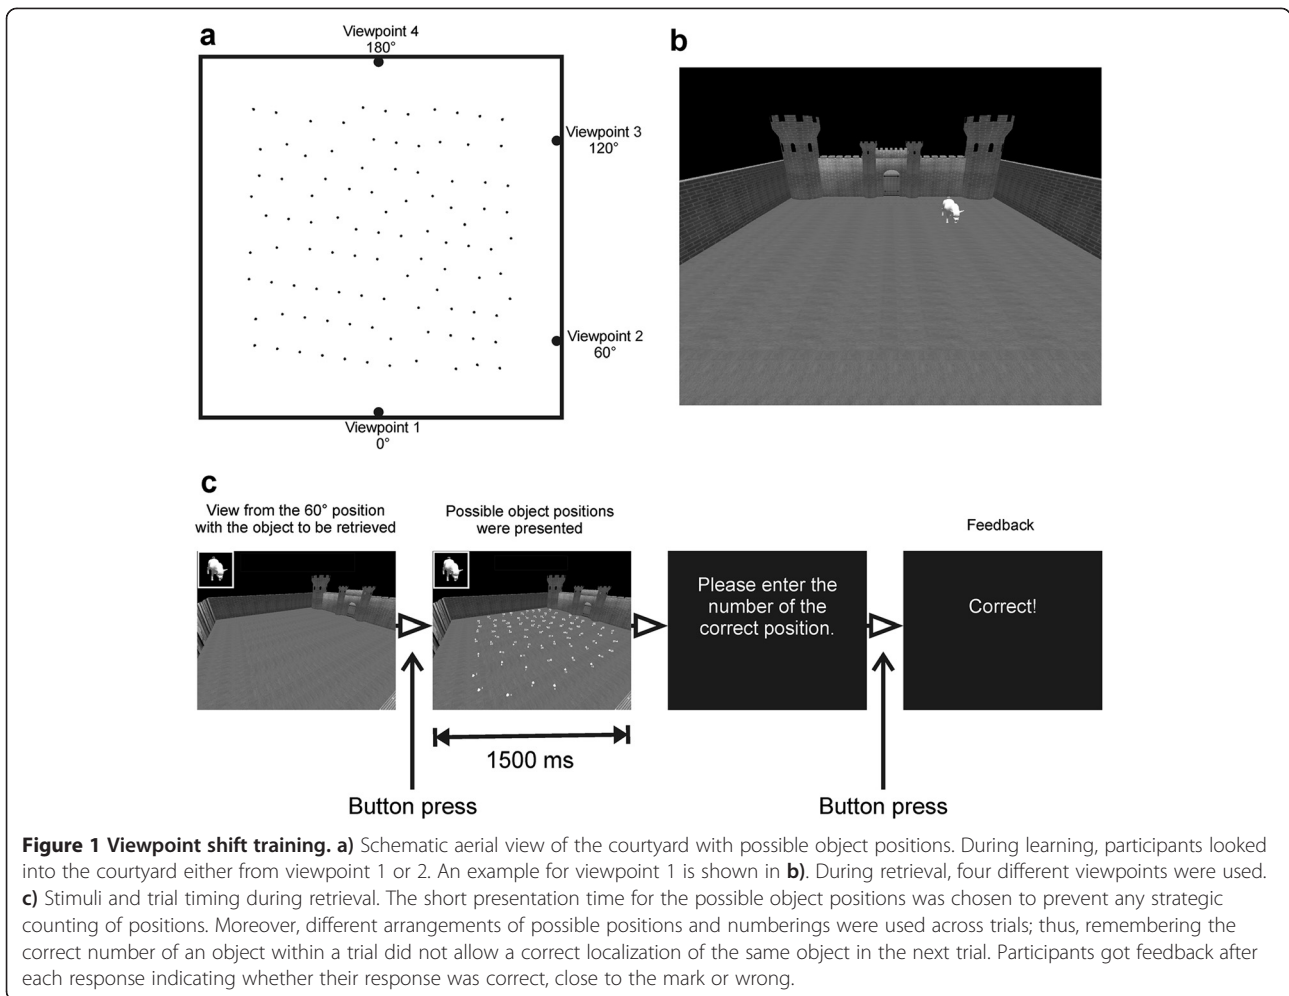 a
Viewpoint 4
180°
Viewpoint 3
120°
Viewpoint 2
60°
Viewpoint 1
0°
b
c
View from the 60° position
with the object to be retrieved
Possible object positions
were presented
Feedback
Please enter the
number of the
correct position.
Correct!
1500 ms
Button press
Button press
Figure 1 Viewpoint shift training. a) Schematic aerial view of the courtyard with possible object positions. During learning, participants looked
into the courtyard either from viewpoint 1 or 2. An example for viewpoint 1 is shown in b). During retrieval, four different viewpoints were used.
c) Stimuli and trial timing during retrieval. The short presentation time for the possible object positions was chosen to prevent any strategic
counting of positions. Moreover, different arrangements of possible positions and numberings were used across trials; thus, remembering the
correct number of an object within a trial did not allow a correct localization of the same object in the next trial. Participants got feedback after
each response indicating whether their response was correct, close to the mark or wrong.